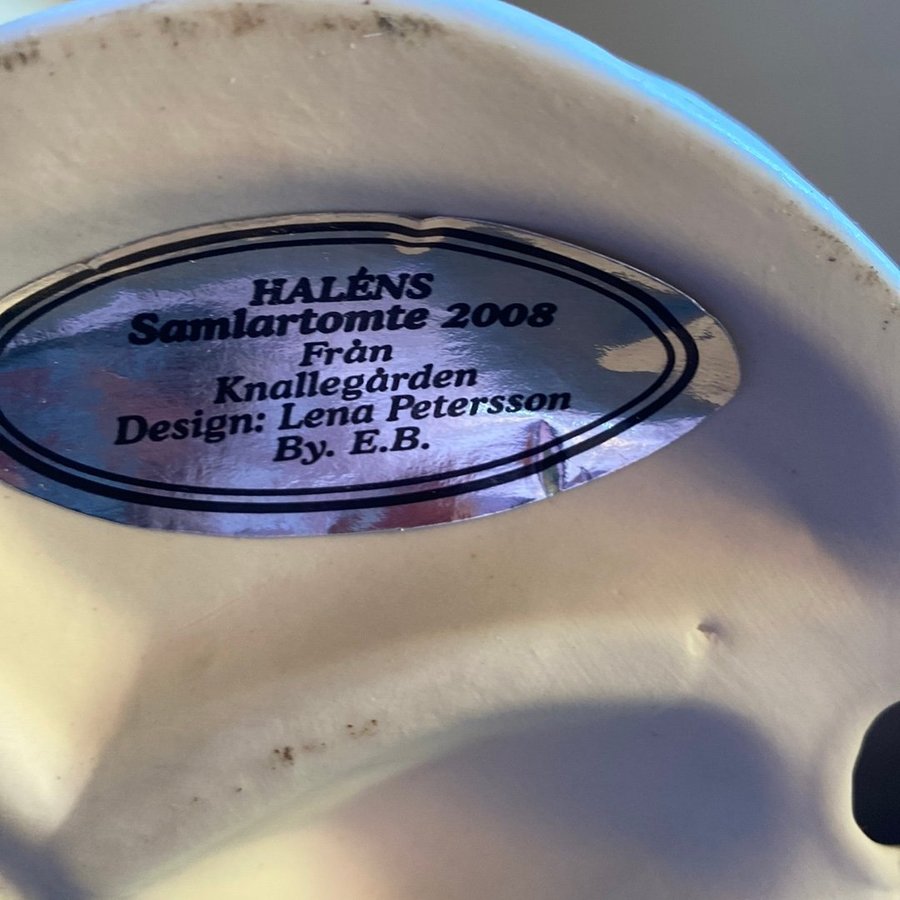 HALÉNS
Samlartomte 2008
Från
Knallegården
Design: Lena Petersson
By. E.B.